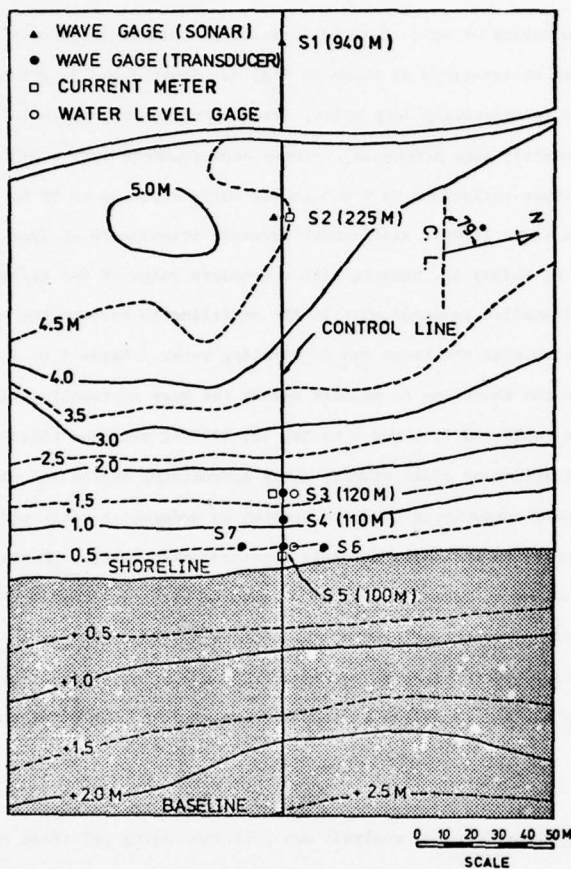 ▲ WAVE GAGE (SONAR)
● WAVE GAGE (TRANSDUCER)
□ CURRENT METER
○ WATER LEVEL GAGE
S1 (940 M)
5.0 M
S2 (225 M)
79°
N
C L
4.5 M
CONTROL LINE
4.0
3.5
3.0
2.5
2.0
1.5
S3 (120 M)
1.0
S4 (110 M)
S7
0.5
S6
SHORELINE
S5 (100M)
+0.5
+1.0
+1.5
+2.0 M
BASELINE
+2.5 M
0 10 20 30 40 50 M
SCALE